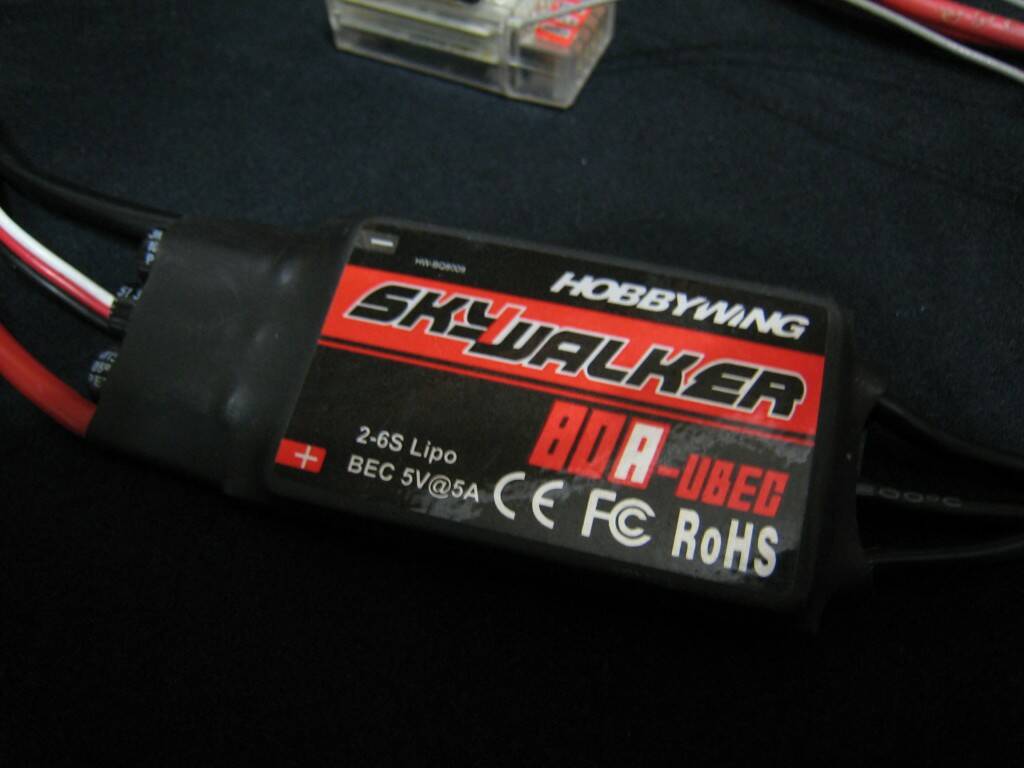 HOBBYWING
SKYWALKER
80A-UBEC
2-6S Lipo
BEC 5V@5A
CE FC RoHS